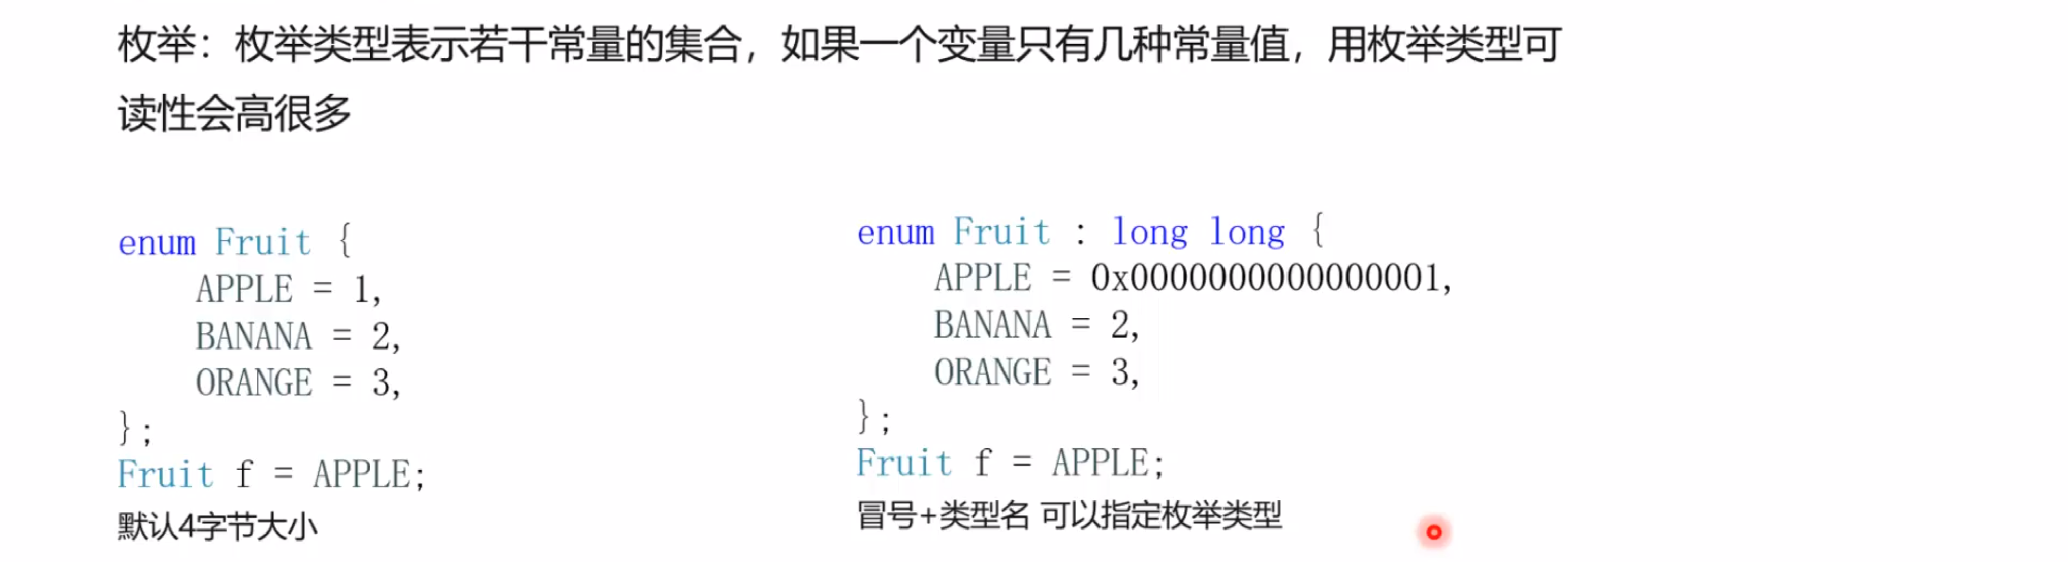 枚举：枚举类型表示若干常量的集合，如果一个变量只有几种常量值，用枚举类型可
读性会高很多
enum Fruit {
    APPLE = 1,
    BANANA = 2,
    ORANGE = 3,
};
Fruit f = APPLE;
默认4字节大小
enum Fruit : long long {
    APPLE = 0x0000000000000001,
    BANANA = 2,
    ORANGE = 3,
};
Fruit f = APPLE;
冒号+类型名 可以指定枚举类型